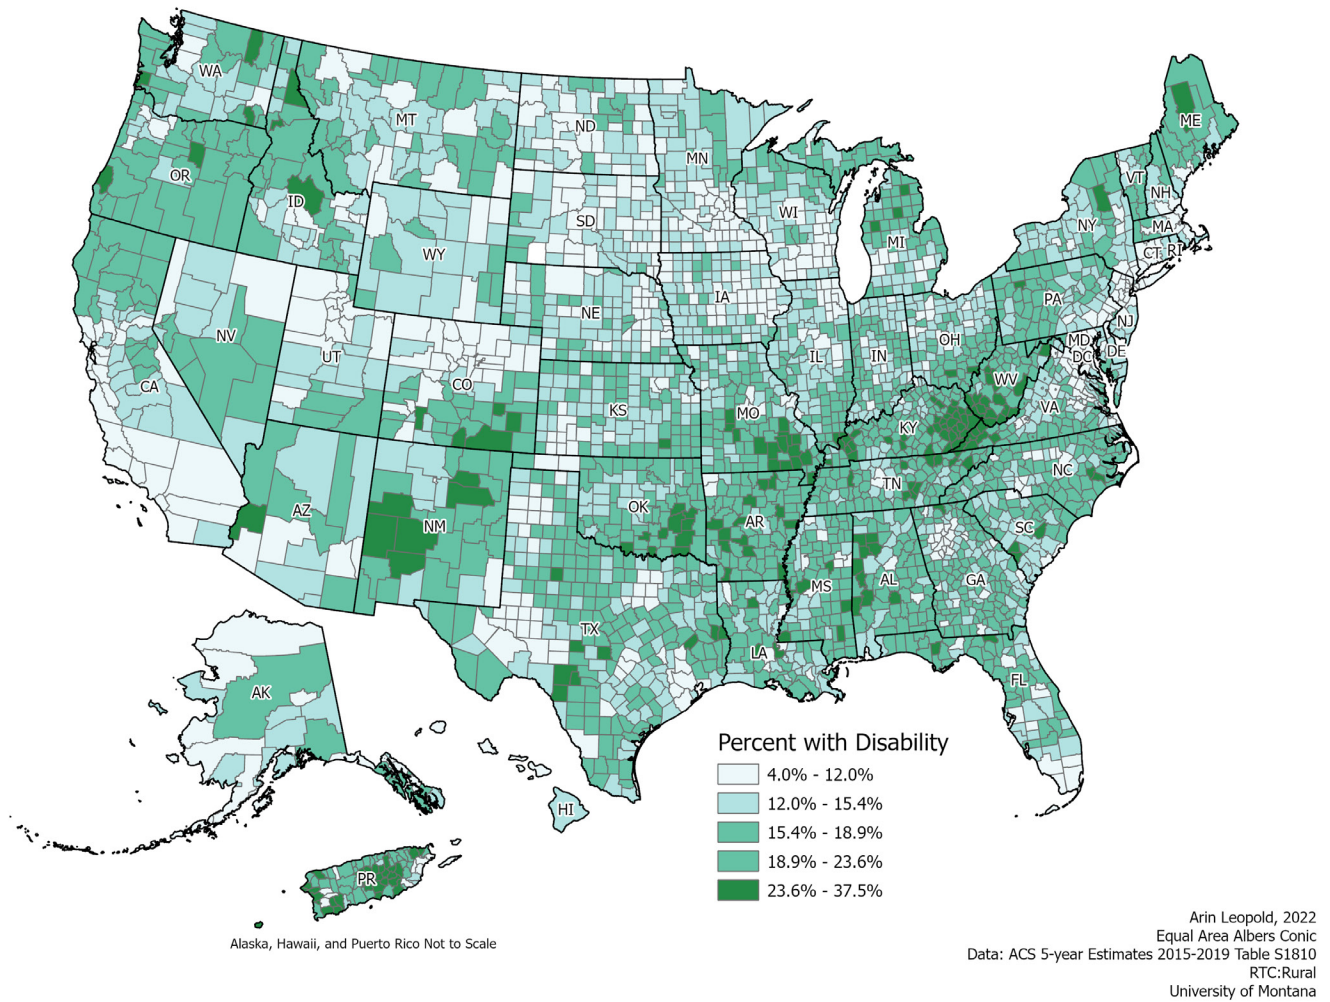 WA
MT
ND
MN
ME
OR
ID
SD
WI
MI
VT
NH
NY
MA
CT
RI
WY
NV
UT
CO
NE
IA
IL
IN
OH
PA
NJ
MD
DC
DE
CA
KS
MO
KY
WV
VA
AZ
NM
OK
AR
TN
NC
SC
TX
LA
MS
AL
GA
FL
AK
HI
PR
Percent with Disability
4.0% - 12.0%
12.0% - 15.4%
15.4% - 18.9%
18.9% - 23.6%
23.6% - 37.5%
Alaska, Hawaii, and Puerto Rico Not to Scale
Arin Leopold, 2022
Equal Area Albers Conic
Data: ACS 5-year Estimates 2015-2019 Table S1810
RTC:Rural
University of Montana